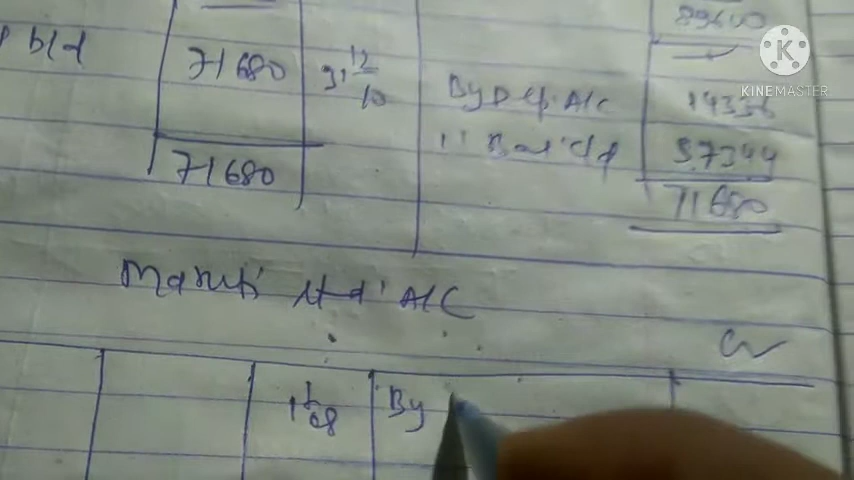 89600
KINEMASTER
b/d 71680 31 12/10 By Dep. A/c 14336
" Bal c/d 57344
71680 71680
Maruti Ltd' A/C
Cr
1 1/08 By